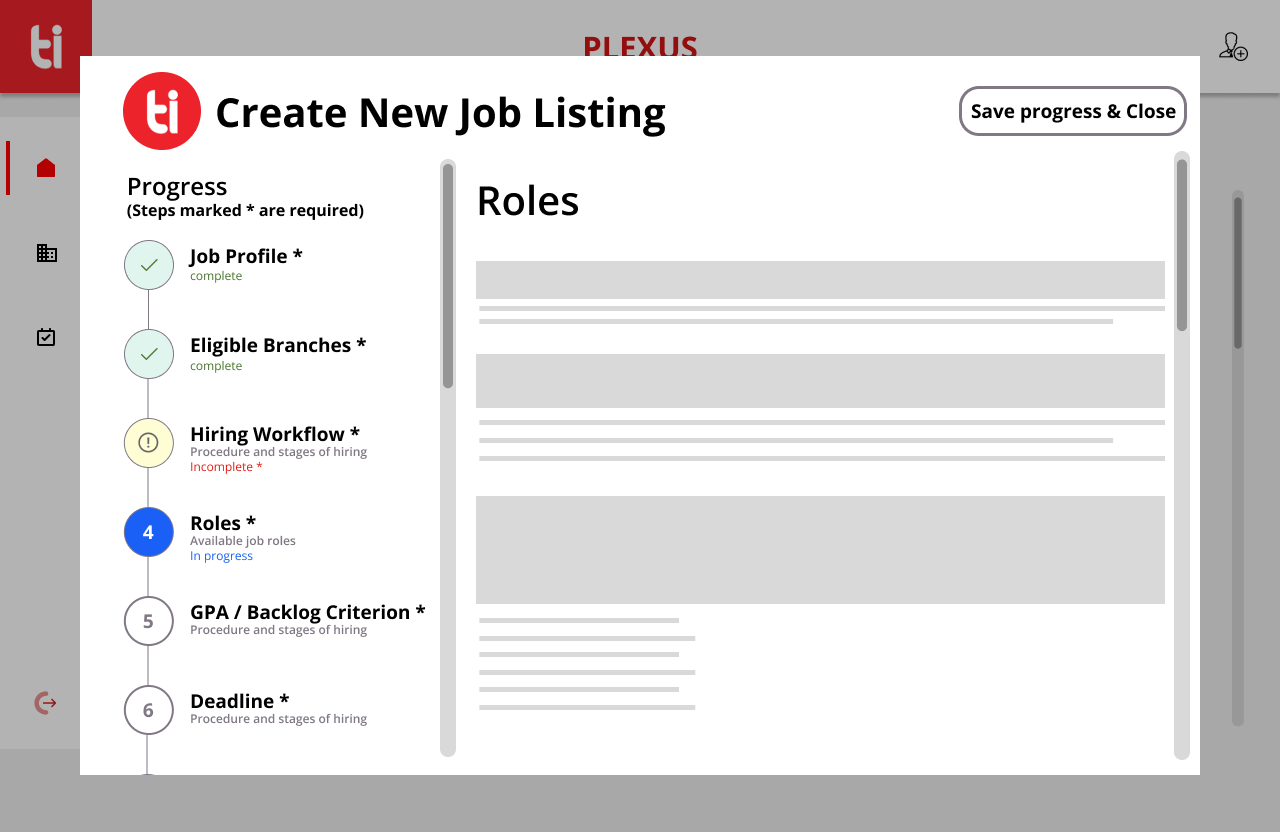 ti
PLEXUS
ti
Create New Job Listing
Save progress & Close
Progress
(Steps marked * are required)
Job Profile *
complete
Eligible Branches *
complete
Hiring Workflow *
Procedure and stages of hiring
Incomplete *
4
Roles *
Available job roles
In progress
5
GPA / Backlog Criterion *
Procedure and stages of hiring
6
Deadline *
Procedure and stages of hiring
Roles